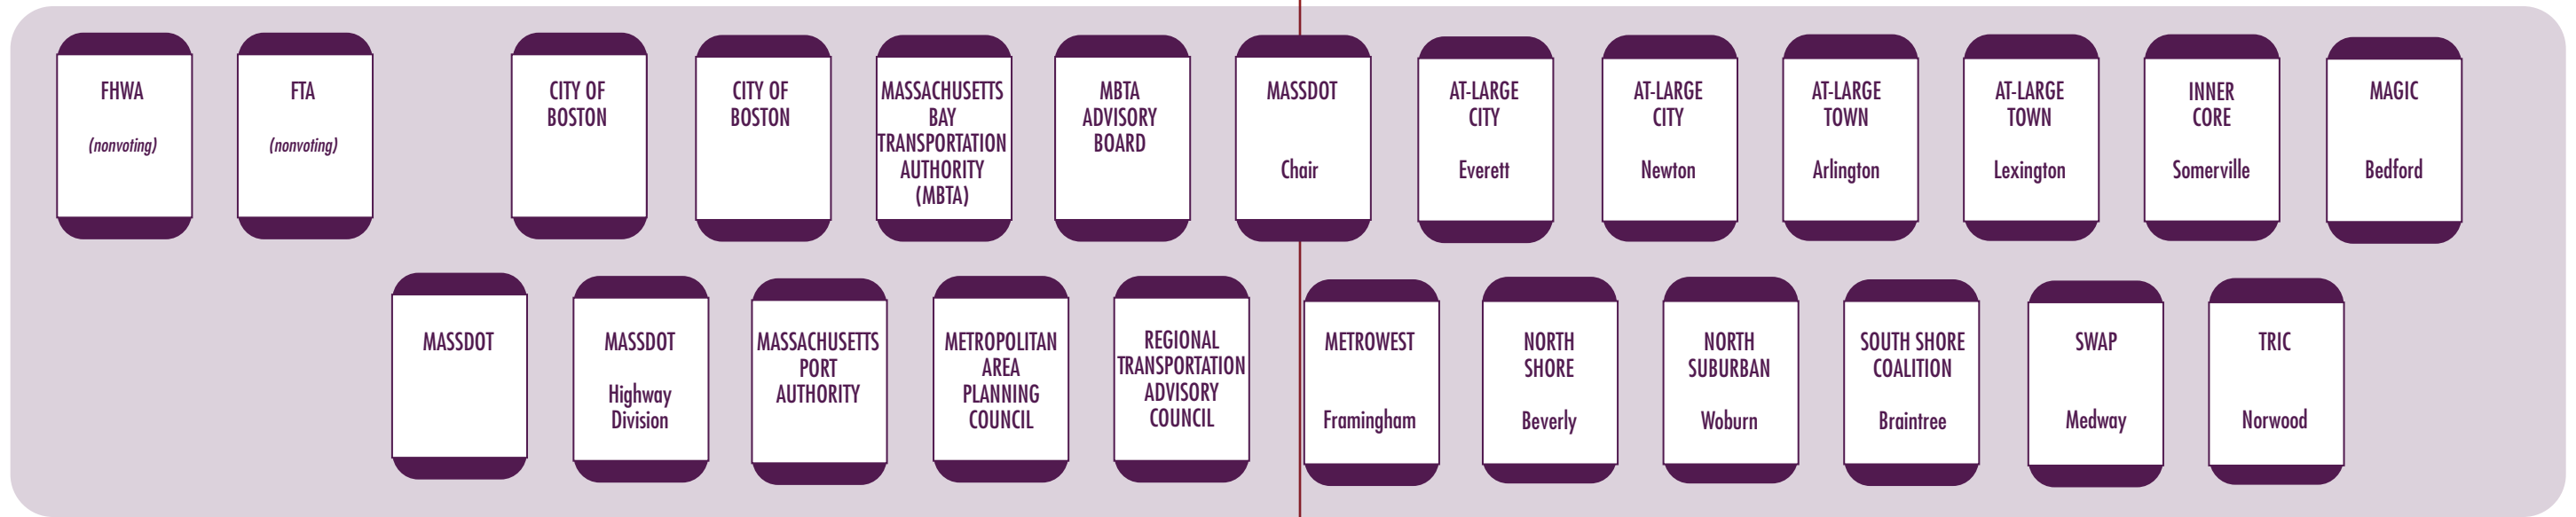 FHWA
(nonvoting)
FTA
(nonvoting)
CITY OF
BOSTON
CITY OF
BOSTON
MASSACHUSETTS
BAY
TRANSPORTATION
AUTHORITY
(MBTA)
MBTA
ADVISORY
BOARD
MASSDOT
Chair
AT-LARGE
CITY
Everett
AT-LARGE
CITY
Newton
AT-LARGE
TOWN
Arlington
AT-LARGE
TOWN
Lexington
INNER
CORE
Somerville
MAGIC
Bedford
MASSDOT
MASSDOT
Highway
Division
MASSACHUSETTS
PORT
AUTHORITY
METROPOLITAN
AREA
PLANNING
COUNCIL
REGIONAL
TRANSPORTATION
ADVISORY
COUNCIL
METROWEST
Framingham
NORTH
SHORE
Beverly
NORTH
SUBURBAN
Woburn
SOUTH SHORE
COALITION
Braintree
SWAP
Medway
TRIC
Norwood